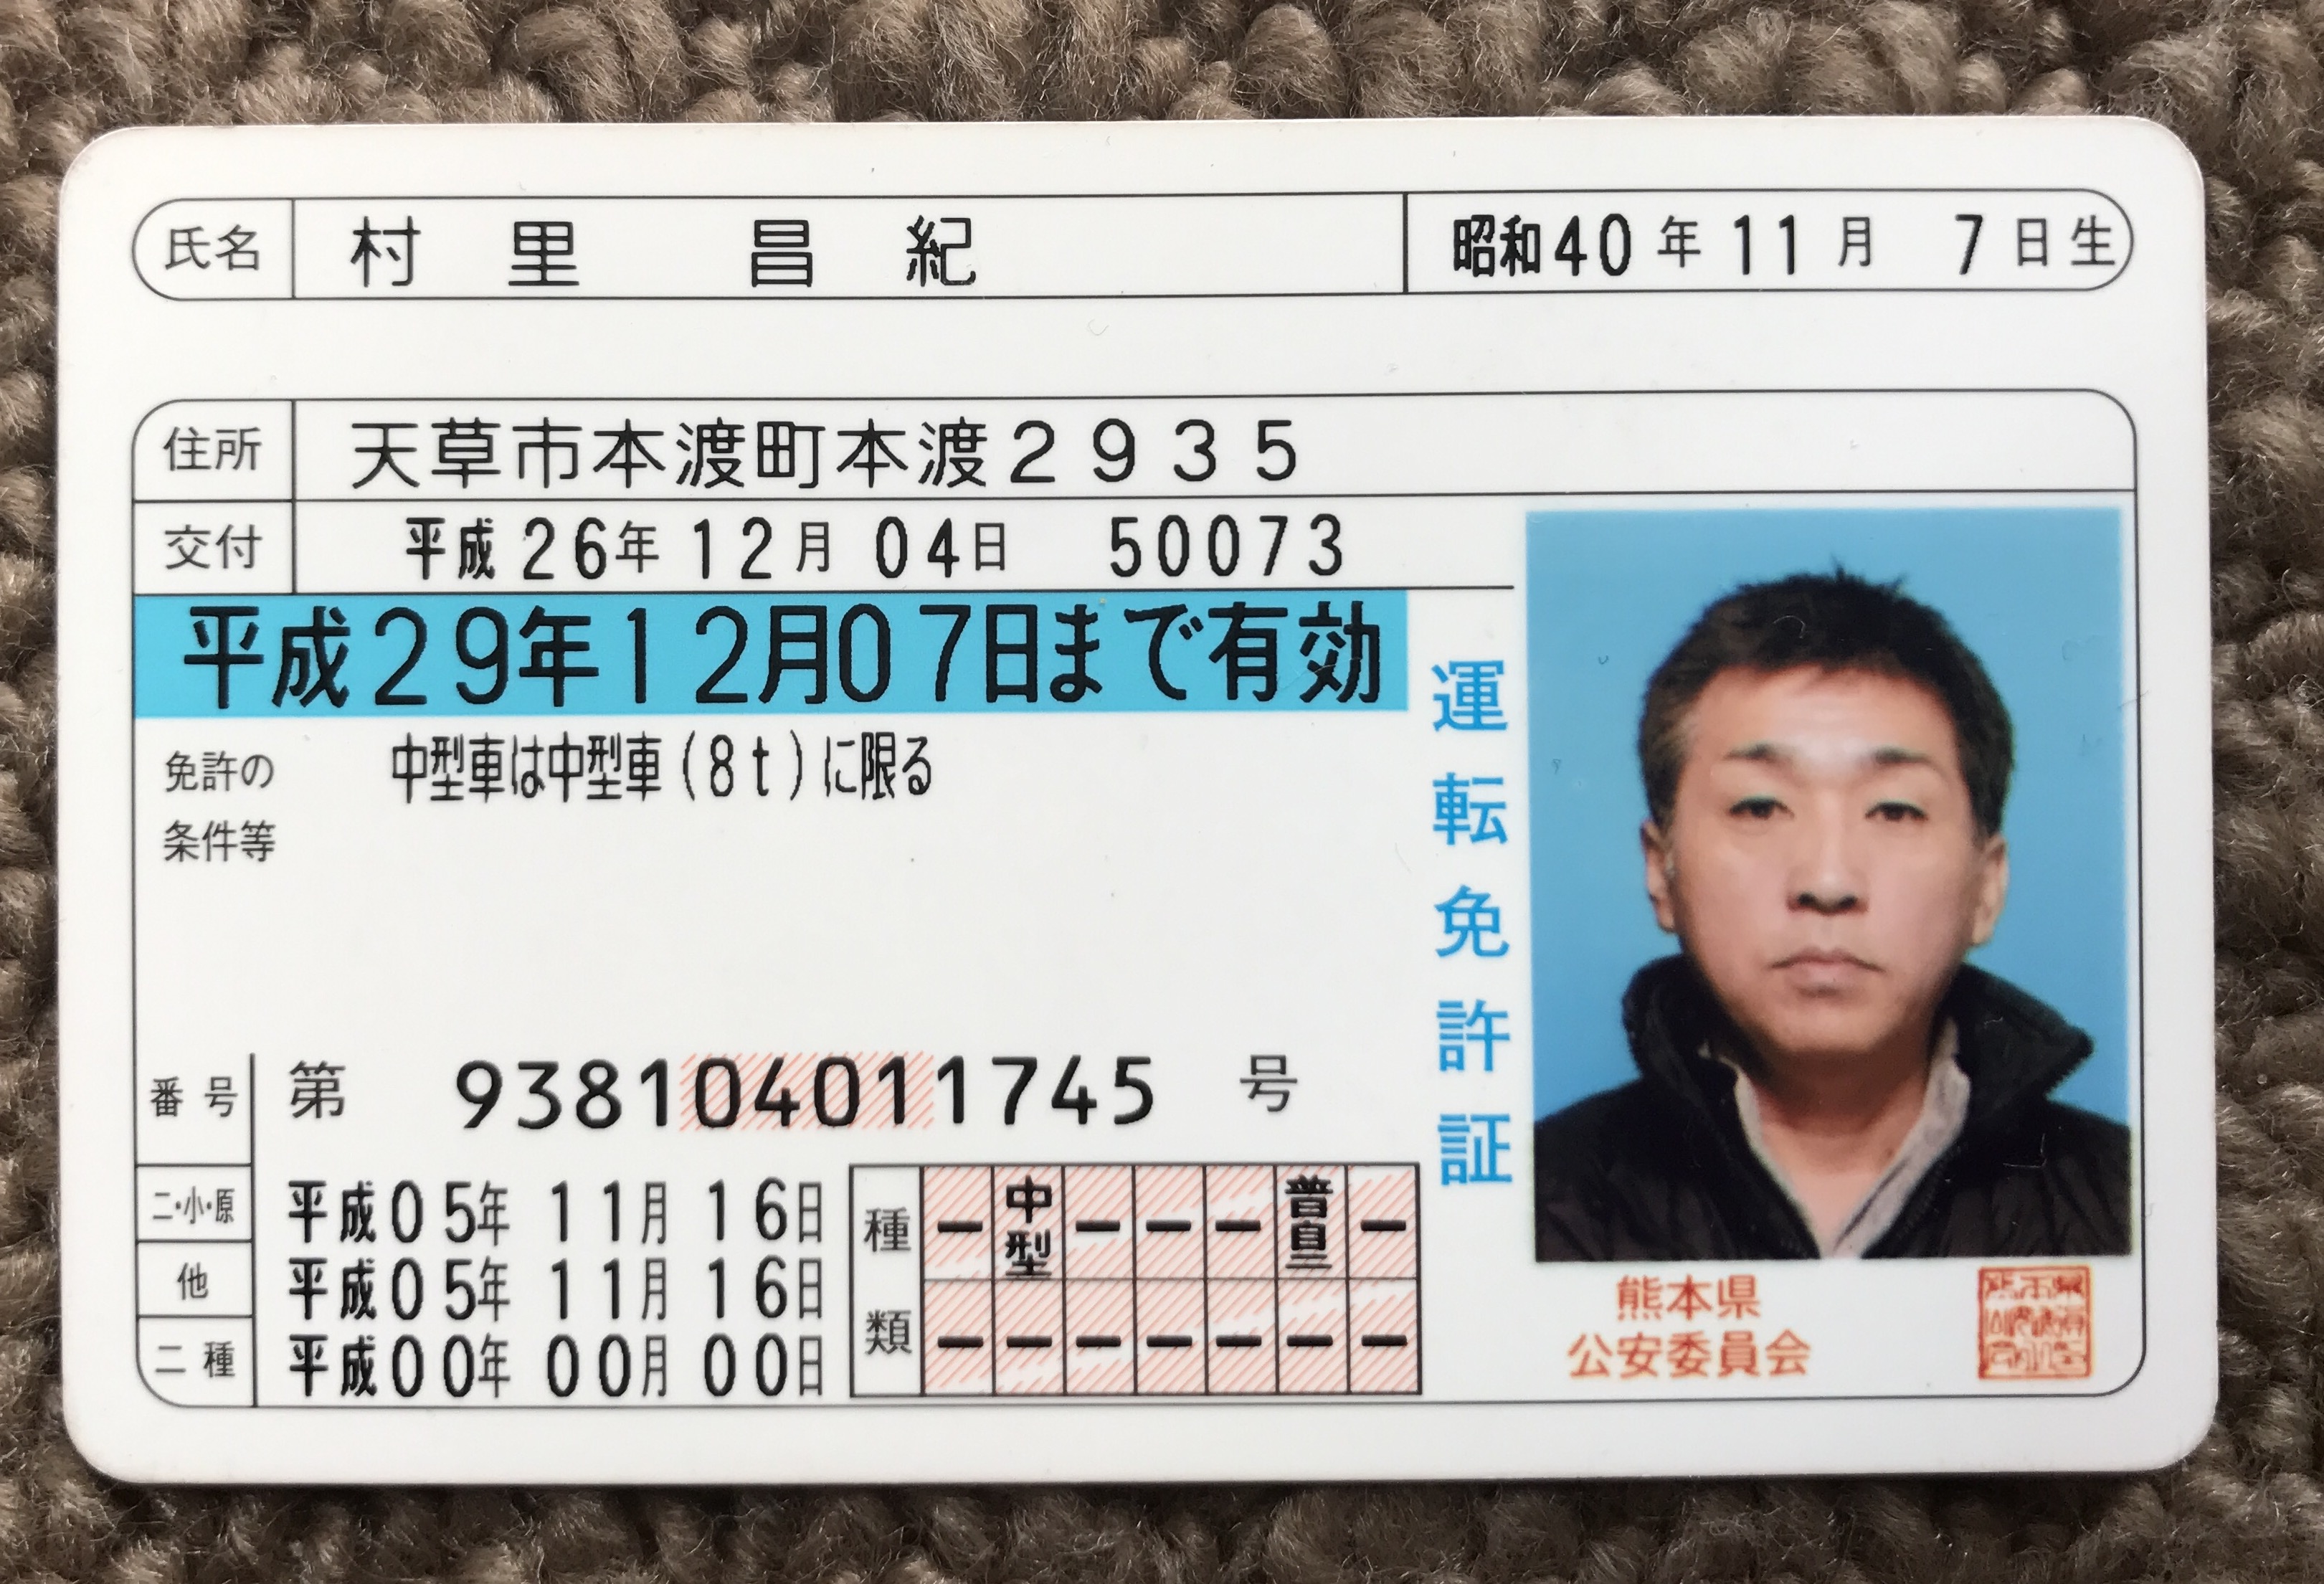 氏名 村里 昌紀 昭和40年11月 7日生
住所 天草市本渡町本渡2935
交付 平成26年12月04日 50073
平成29年12月07日まで有効
免許の条件等 中型車は中型車(8t)に限る
番号 第 938104011745 号
二・小・原 平成05年11月16日
他 平成05年11月16日
二種 平成00年00月00日
種類 ー 中型 ー ー ー 普自二 ー
ー ー ー ー ー ー ー
運転免許証
熊本県
公安委員会